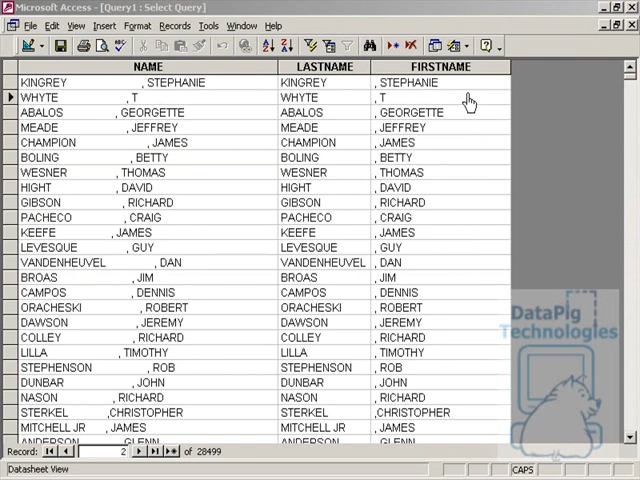 Microsoft Access - [Query1 : Select Query]
File Edit View Insert Format Records Tools Window Help
NAME LASTNAME FIRSTNAME
KINGREY , STEPHANIE KINGREY , STEPHANIE
WHYTE , T WHYTE , T
ABALOS , GEORGETTE ABALOS , GEORGETTE
MEADE , JEFFREY MEADE , JEFFREY
CHAMPION , JAMES CHAMPION , JAMES
BOLING , BETTY BOLING , BETTY
WESNER , THOMAS WESNER , THOMAS
HIGHT , DAVID HIGHT , DAVID
GIBSON , RICHARD GIBSON , RICHARD
PACHECO , CRAIG PACHECO , CRAIG
KEEFE , JAMES KEEFE , JAMES
LEVESQUE , GUY LEVESQUE , GUY
VANDENHEUVEL , DAN VANDENHEUVEL , DAN
BROAS , JIM BROAS , JIM
CAMPOS , DENNIS CAMPOS , DENNIS
ORACHESKI , ROBERT ORACHESKI , ROBERT
DAWSON , JEREMY DAWSON , JEREMY
COLLEY , RICHARD COLLEY , RICHARD
LILLA , TIMOTHY LILLA , TIMOTHY
STEPHENSON , ROB STEPHENSON , ROB
DUNBAR , JOHN DUNBAR , JOHN
NASON , RICHARD NASON , RICHARD
STERKEL ,CHRISTOPHER STERKEL ,CHRISTOPHER
MITCHELL JR , JAMES MITCHELL JR , JAMES
ANDERSON , GLENN ANDERSON , GLENN
DataPig
Technologies
Record: 2 of 28499
Datasheet View CAPS